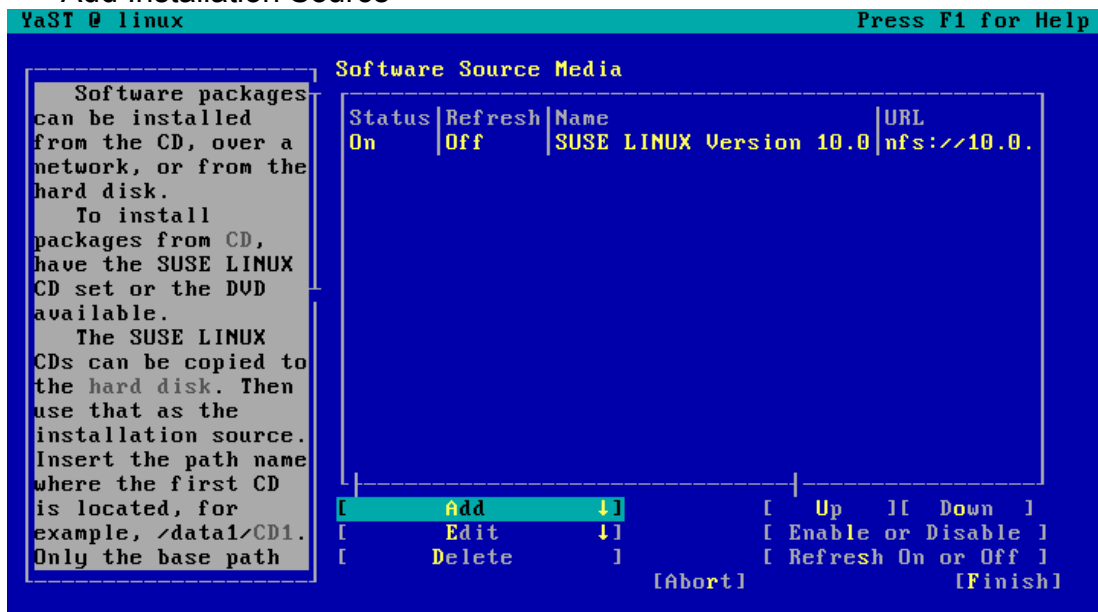 Add Installation Source
YaST @ linux Press F1 for Help
Software Source Media
Software packages
can be installed
from the CD, over a
network, or from the
hard disk.
To install
packages from CD,
have the SUSE LINUX
CD set or the DVD
available.
The SUSE LINUX
CDs can be copied to
the hard disk. Then
use that as the
installation source.
Insert the path name
where the first CD
is located, for
example, /data1/CD1.
Only the base path
Status|Refresh|Name |URL
On |Off |SUSE LINUX Version 10.0|nfs://10.0.
[ Add ↓] [ Up ][ Down ]
[ Edit ↓] [ Enable or Disable ]
[ Delete ] [ Refresh On or Off ]
[Abort] [Finish]